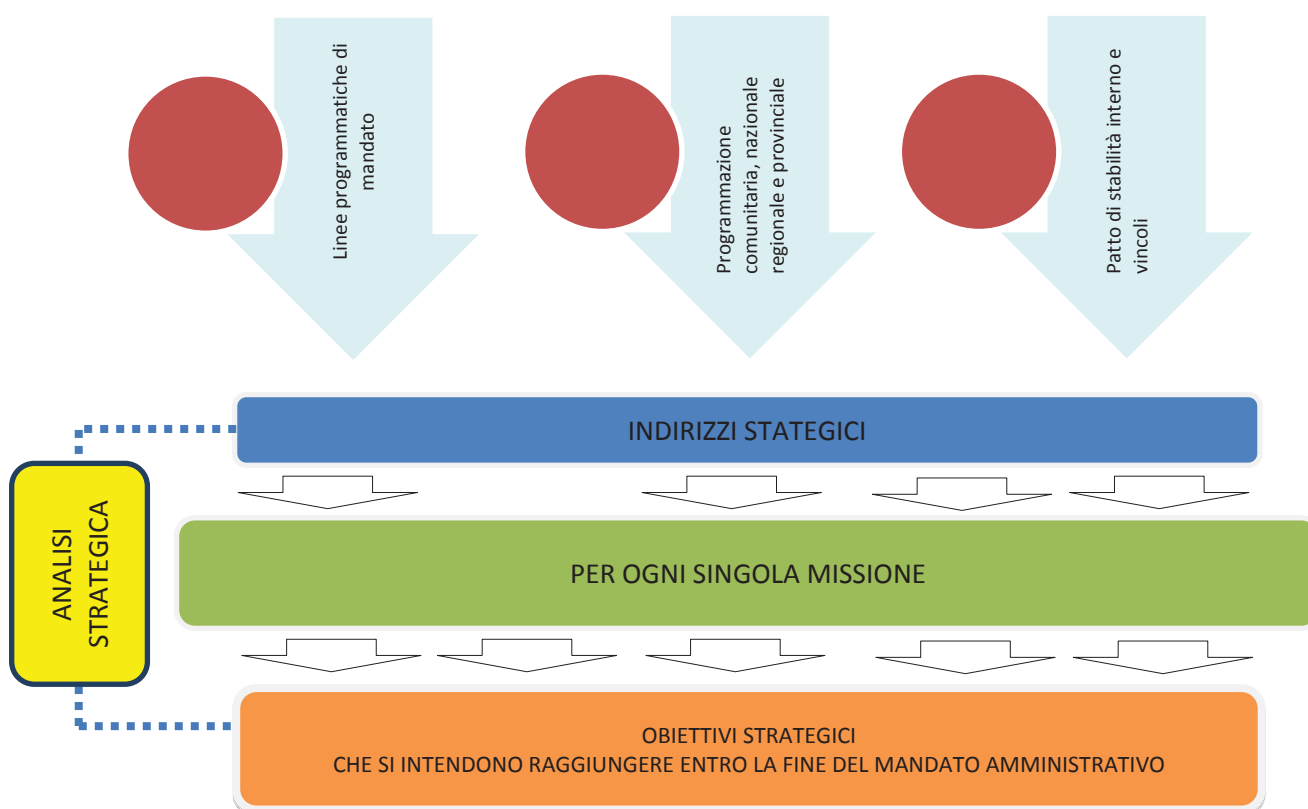 Linee programmatiche di
mandato
Programmazione
comunitaria, nazionale
regionale e provinciale
Patto di stabilità interno e
vincoli
INDIRIZZI STATEGICI
ANALISI
STRATEGICA
PER OGNI SINGOLA MISSIONE
OBIETTIVI STRATEGICI
CHE SI INTENDONO RAGGIUNGERE ENTRO LA FINE DEL MANDATO AMMINISTRATIVO